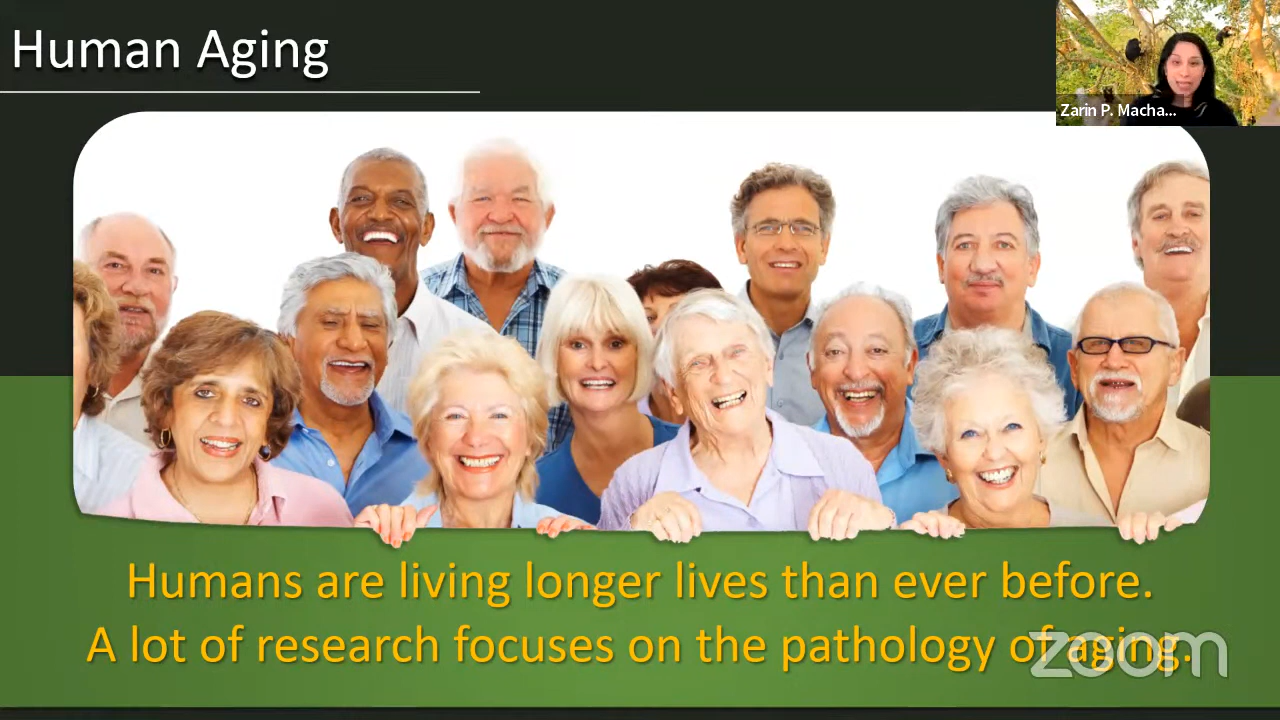 Human Aging
Zarin P. Macha...
Humans are living longer lives than ever before.
A lot of research focuses on the pathology of aging.
zoom